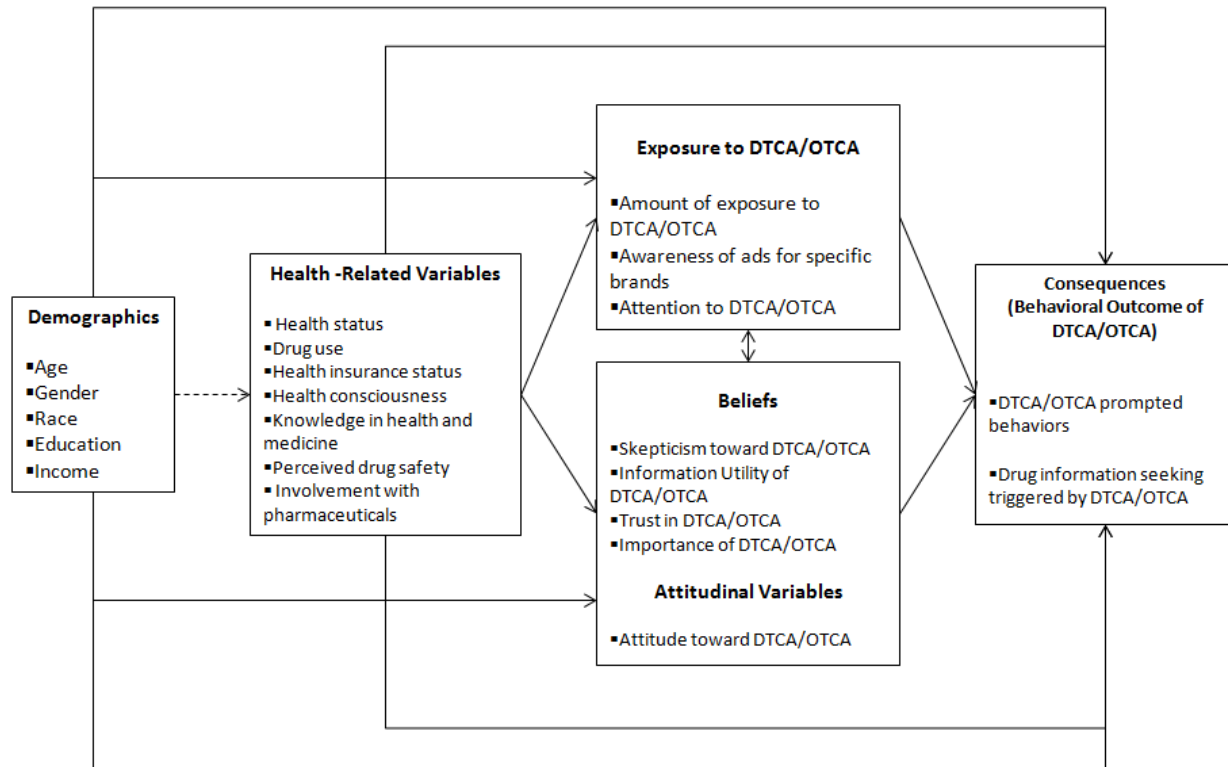 Demographics
▪Age
▪Gender
▪Race
▪Education
▪Income
Health -Related Variables
▪ Health status
▪Drug use
▪Health insurance status
▪Health consciousness
▪Knowledge in health and
medicine
▪Perceived drug safety
▪ Involvement with
pharmaceuticals
Exposure to DTCA/OTCA
▪Amount of exposure to
DTCA/OTCA
▪Awareness of ads for specific
brands
▪Attention to DTCA/OTCA
Beliefs
▪Skepticism toward DTCA/OTCA
▪Information Utility of
DTCA/OTCA
▪Trust in DTCA/OTCA
▪Importance of DTCA/OTCA
Attitudinal Variables
▪Attitude toward DTCA/OTCA
Consequences
(Behavioral Outcome of
DTCA/OTCA)
▪DTCA/OTCA prompted
behaviors
▪Drug information seeking
triggered by DTCA/OTCA